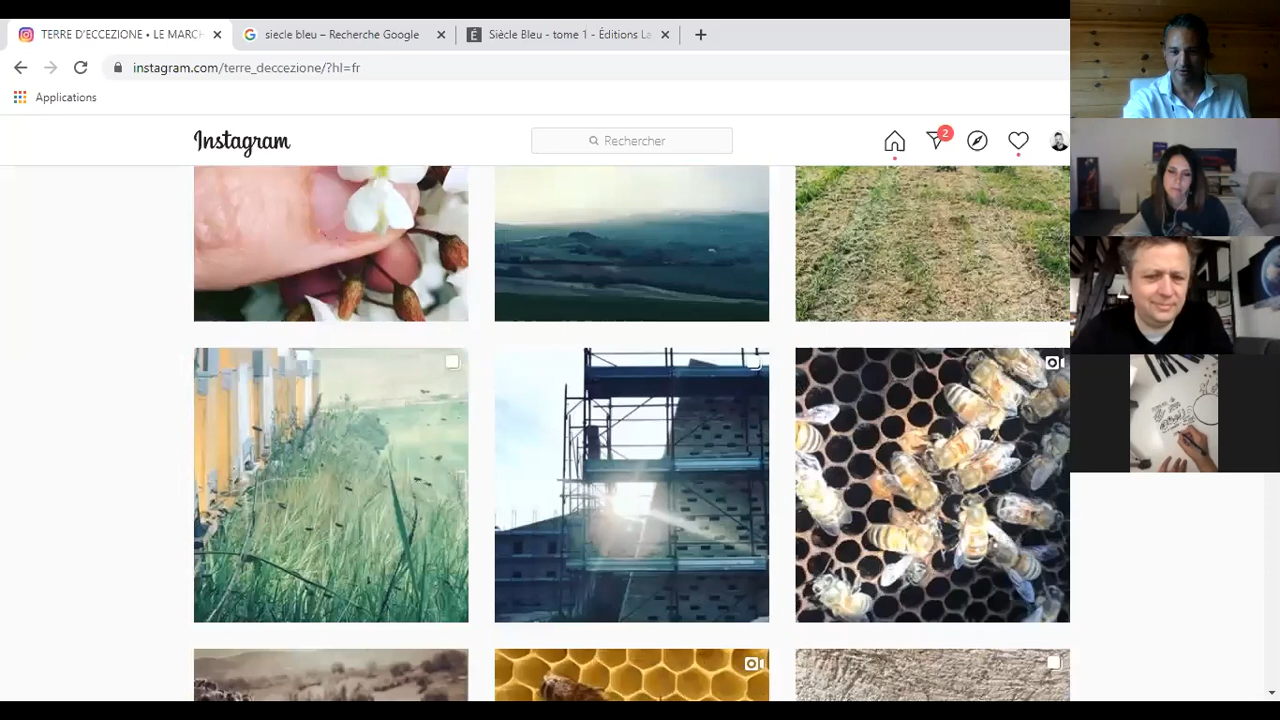 TERRE D'ECCEZIONE • LE MARCH
siecle bleu – Recherche Google
Siècle Bleu - tome 1 - Éditions La
instagram.com/terre_deccezione/?hl=fr
Applications
Instagram
Rechercher
2